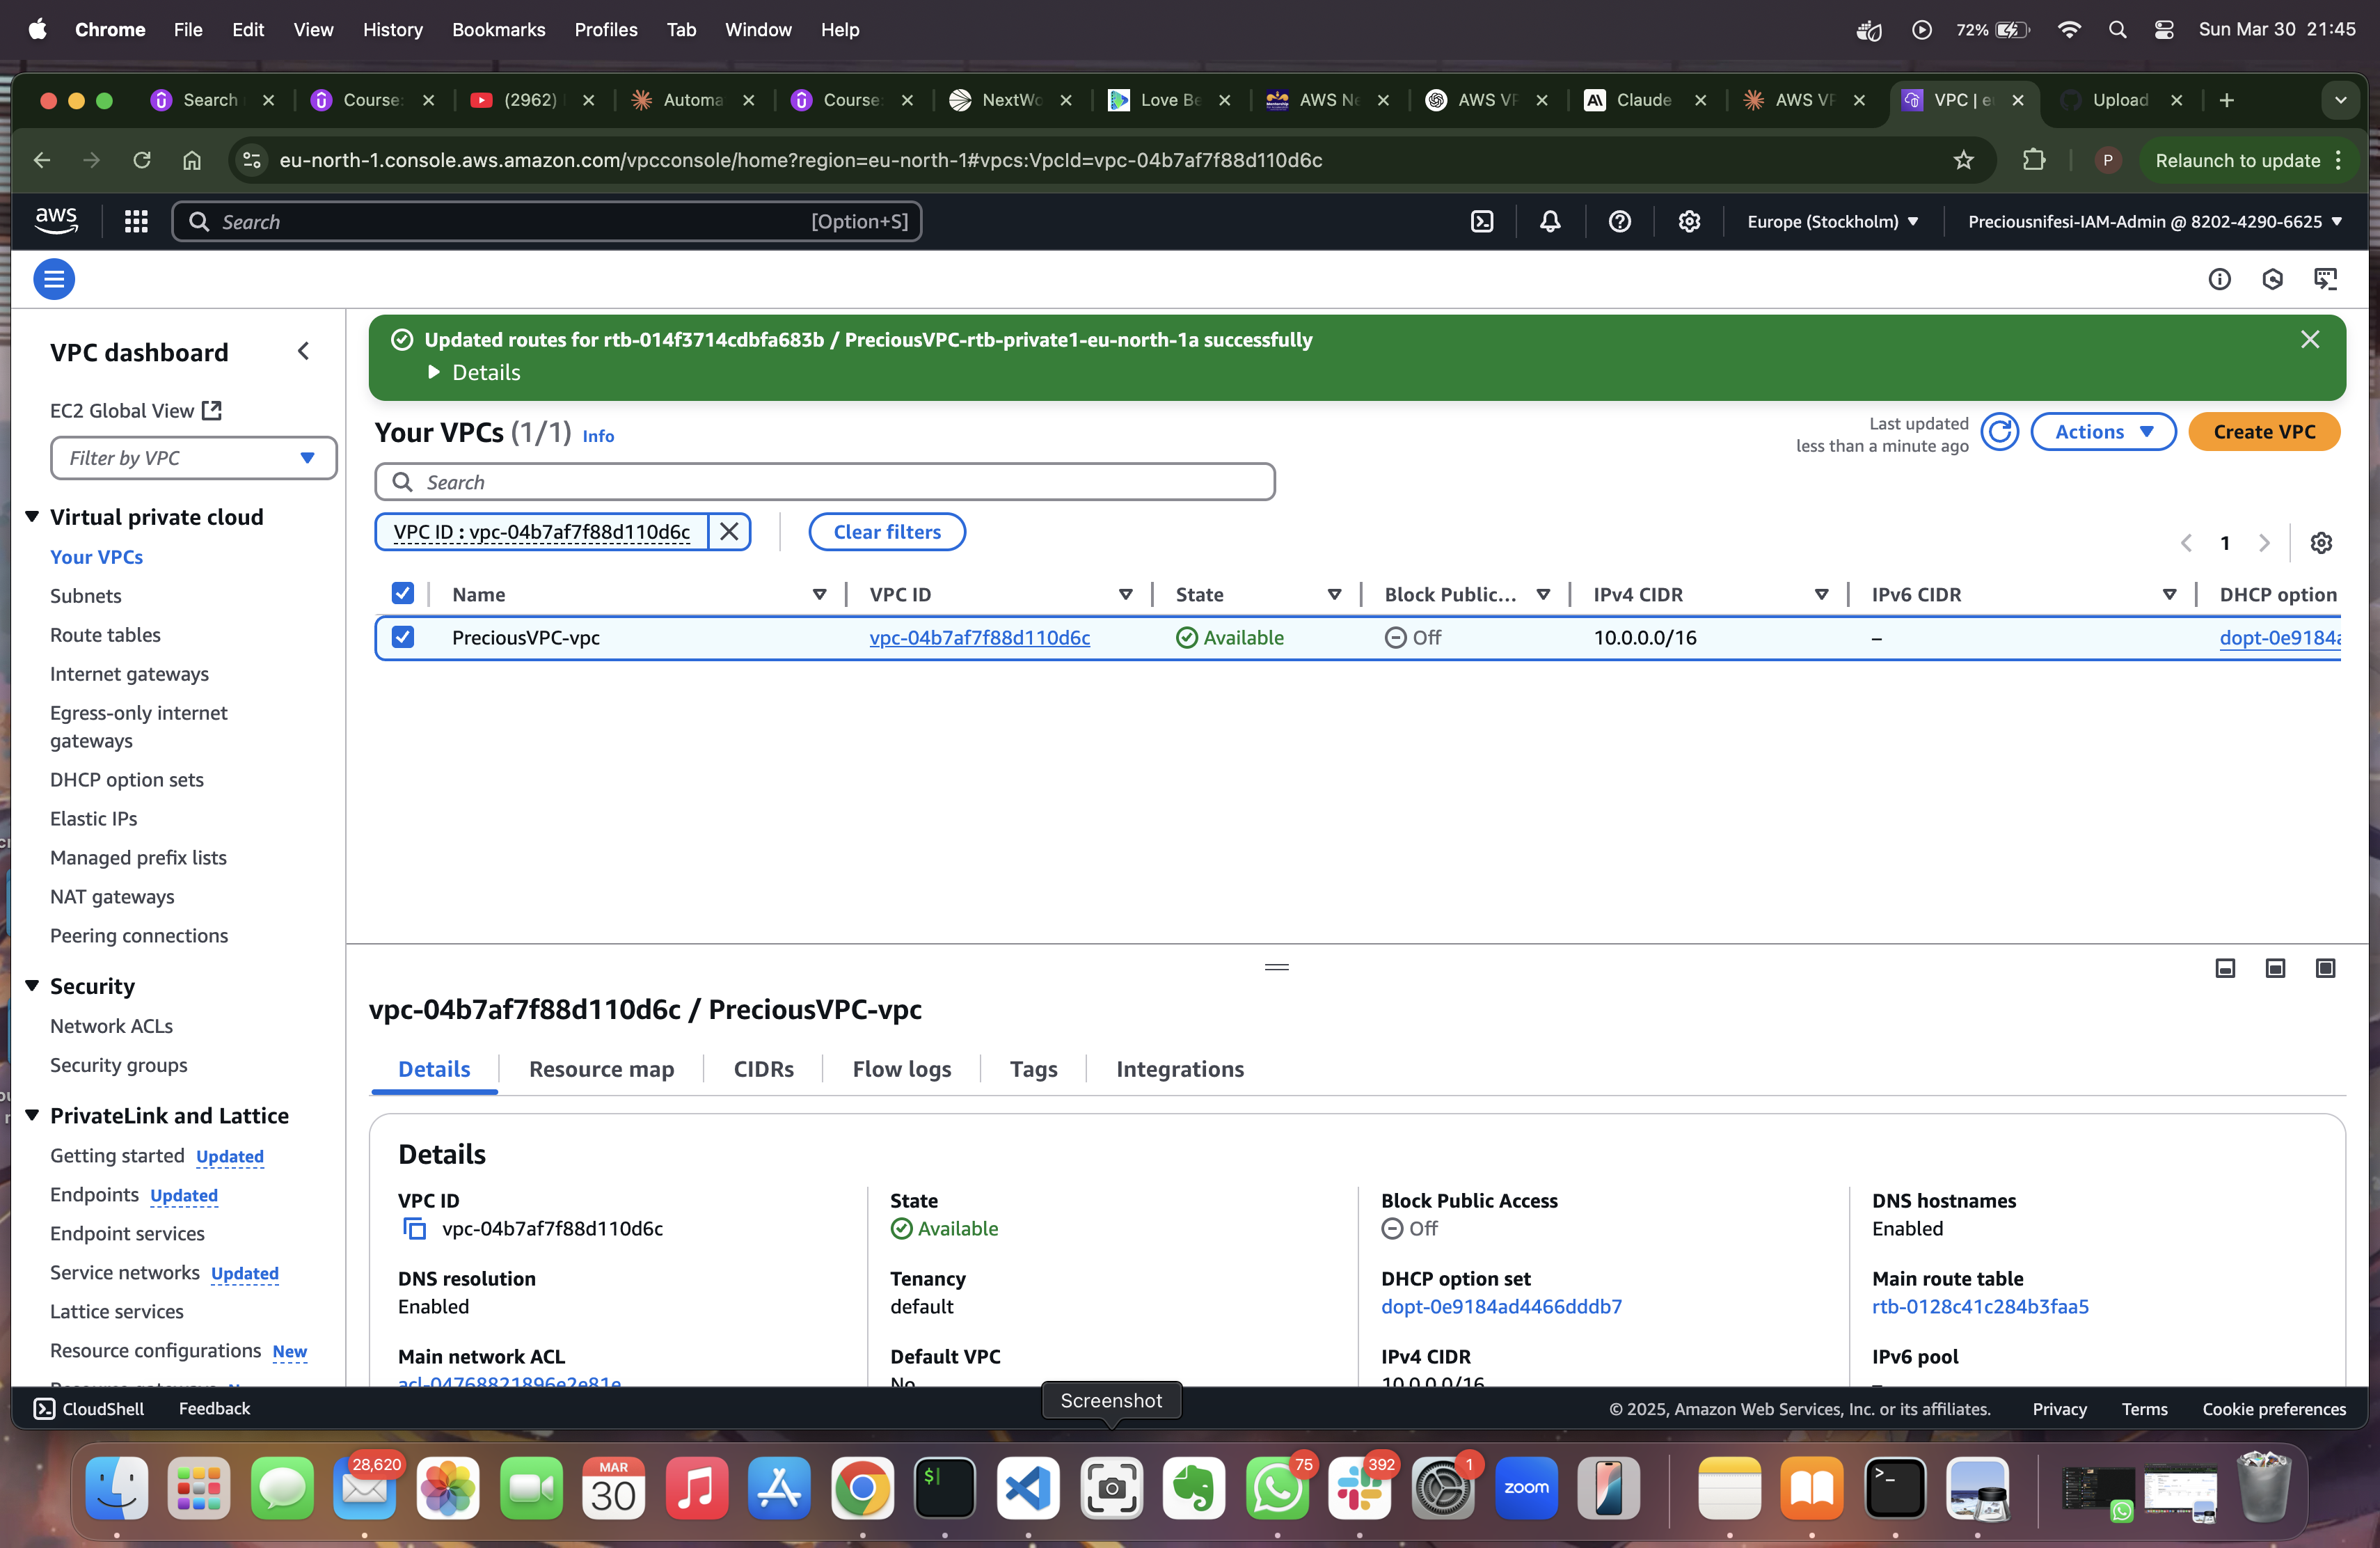 Chrome File Edit View History Bookmarks Profiles Tab Window Help
72% Sun Mar 30 21:45
Search Course: (2962) Automa Course: NextWo Love Be AWS Ne AWS VP Claude AWS VP VPC | e Upload
eu-north-1.console.aws.amazon.com/vpcconsole/home?region=eu-north-1#vpcs:VpcId=vpc-04b7af7f88d110d6c
P Relaunch to update
aws Search [Option+S] Europe (Stockholm) Preciousnifesi-IAM-Admin @ 8202-4290-6625
VPC dashboard
EC2 Global View
Filter by VPC
Virtual private cloud
Your VPCs
Subnets
Route tables
Internet gateways
Egress-only internet
gateways
DHCP option sets
Elastic IPs
Managed prefix lists
NAT gateways
Peering connections
Security
Network ACLs
Security groups
PrivateLink and Lattice
Getting started Updated
Endpoints Updated
Endpoint services
Service networks Updated
Lattice services
Resource configurations New
Updated routes for rtb-014f3714cdbfa683b / PreciousVPC-rtb-private1-eu-north-1a successfully
Details
Your VPCs (1/1) Info
Last updated
less than a minute ago
Actions Create VPC
Search
VPC ID : vpc-04b7af7f88d110d6c Clear filters
1
Name VPC ID State Block Public... IPv4 CIDR IPv6 CIDR DHCP option
PreciousVPC-vpc vpc-04b7af7f88d110d6c Available Off 10.0.0.0/16 – dopt-0e9184a
vpc-04b7af7f88d110d6c / PreciousVPC-vpc
Details Resource map CIDRs Flow logs Tags Integrations
Details
VPC ID
vpc-04b7af7f88d110d6c
State
Available
Block Public Access
Off
DNS hostnames
Enabled
DNS resolution
Enabled
Tenancy
default
DHCP option set
dopt-0e9184ad4466dddb7
Main route table
rtb-0128c41c284b3faa5
Main network ACL
acl-04768821896e2e81e
Default VPC
No
IPv4 CIDR
10.0.0.0/16
IPv6 pool
–
CloudShell Feedback
© 2025, Amazon Web Services, Inc. or its affiliates. Privacy Terms Cookie preferences
Screenshot
28,620
MAR
30
75
392
1
zoom